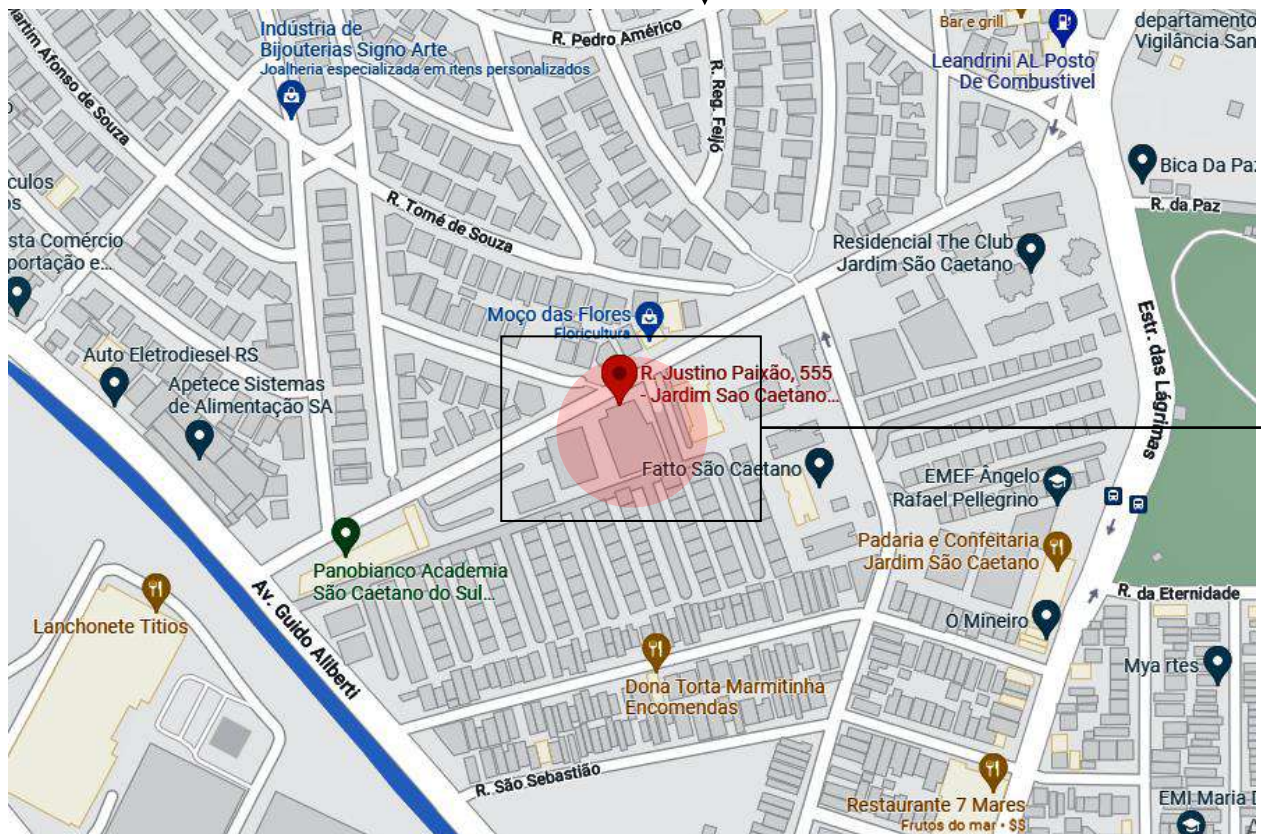 Indústria de
Bijouterias Signo Arte
Joalheria especializada em itens personalizados
R. Pedro Américo
Bar e grill
departamento
Vigilância San
Leandrini AL Posto
De Combustível
Martim Afonso de Souza
R. Reg. Feijó
Bica Da Paz
R. da Paz
culos
os
R. Tomé de Souza
sta Comércio
portação e...
Residencial The Club
Jardim São Caetano
Moço das Flores
Floricultura
Estr. das Lágrimas
Auto Eletrodiesel RS
Apetece Sistemas
de Alimentação SA
R. Justino Paixão, 555
- Jardim Sao Caetano...
Fatto São Caetano
EMEF Ângelo
Rafael Pellegrino
Padaria e Confeitaria
Jardim São Caetano
Panobianco Academia
São Caetano do Sul...
Av. Guido Aliberti
R. da Eternidade
Lanchonete Titios
O Mineiro
Mya rtes
Dona Torta Marmitinha
Encomendas
R. São Sebastião
Restaurante 7 Mares
Frutos do mar • $$
EMI Maria D